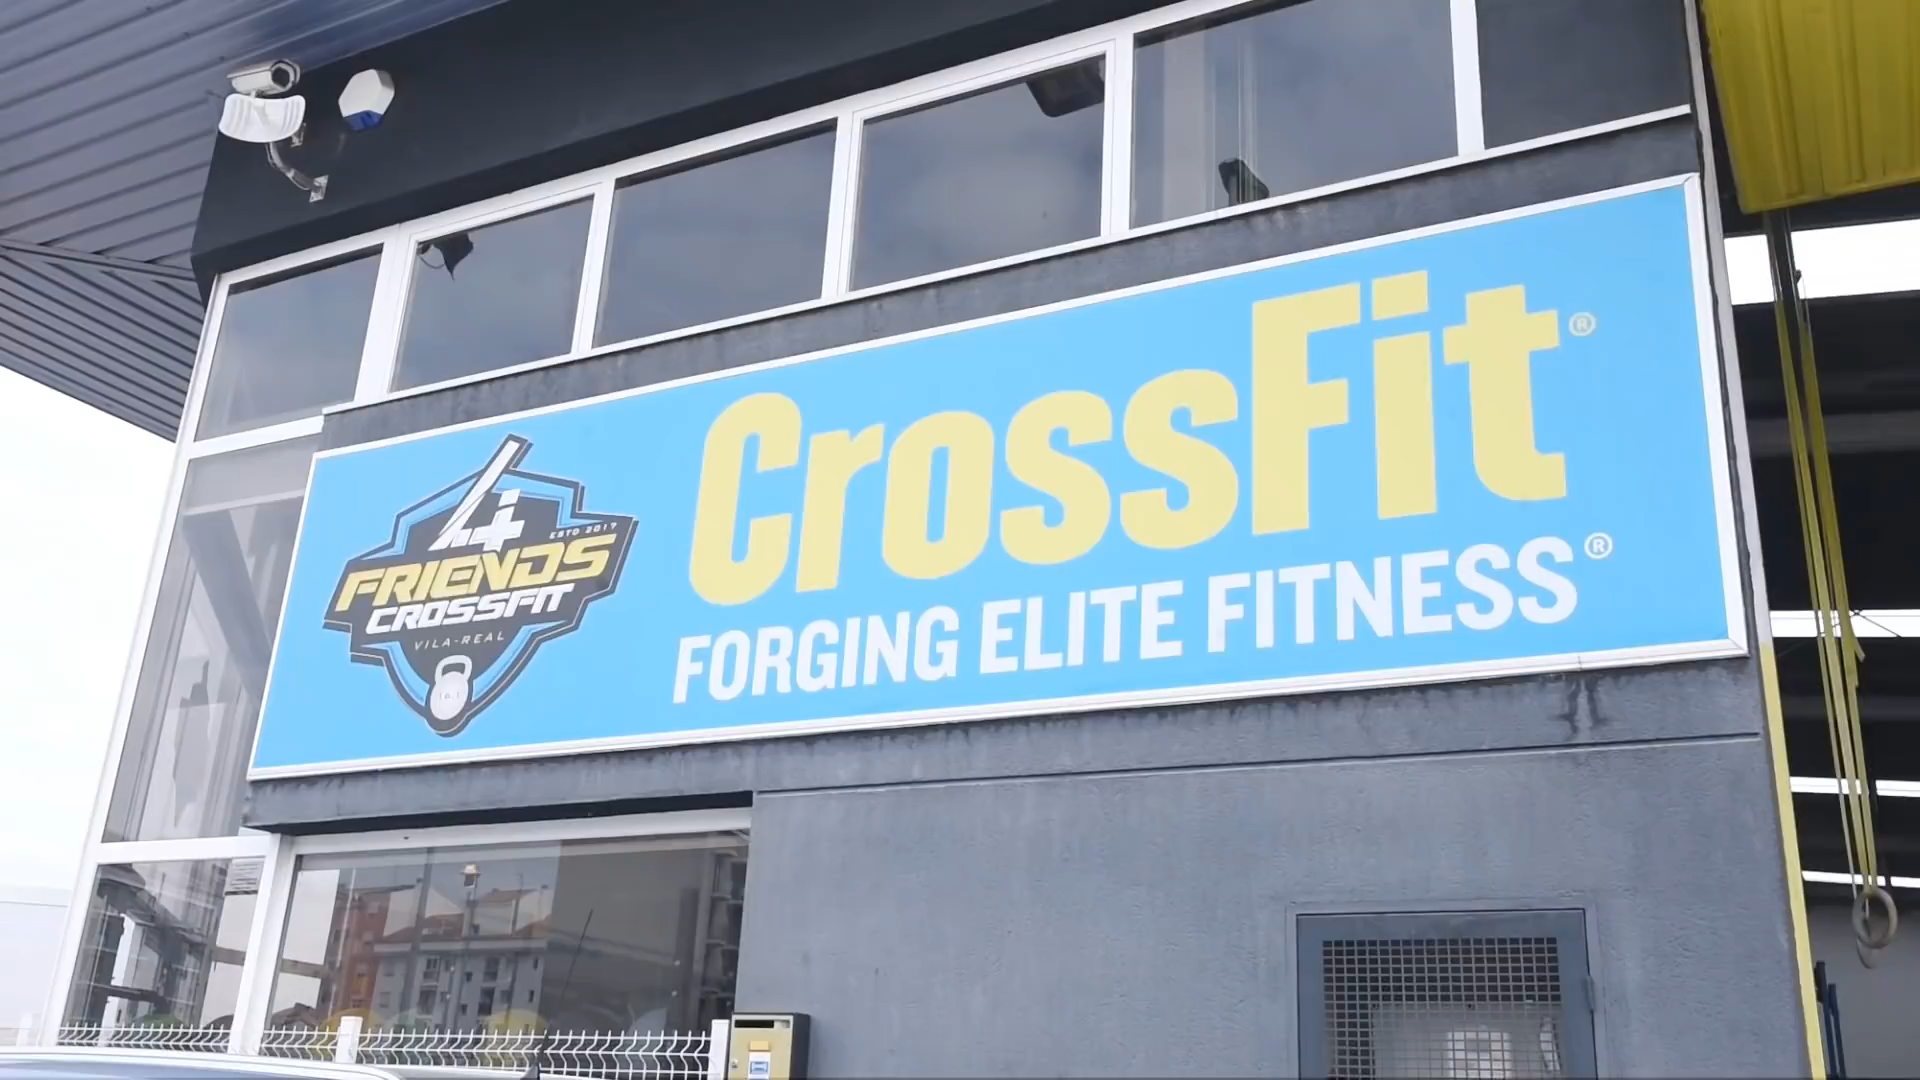 4
ESTD 2017
FRIENDS
CROSSFIT
VILA-REAL
CrossFit®
FORGING ELITE FITNESS®